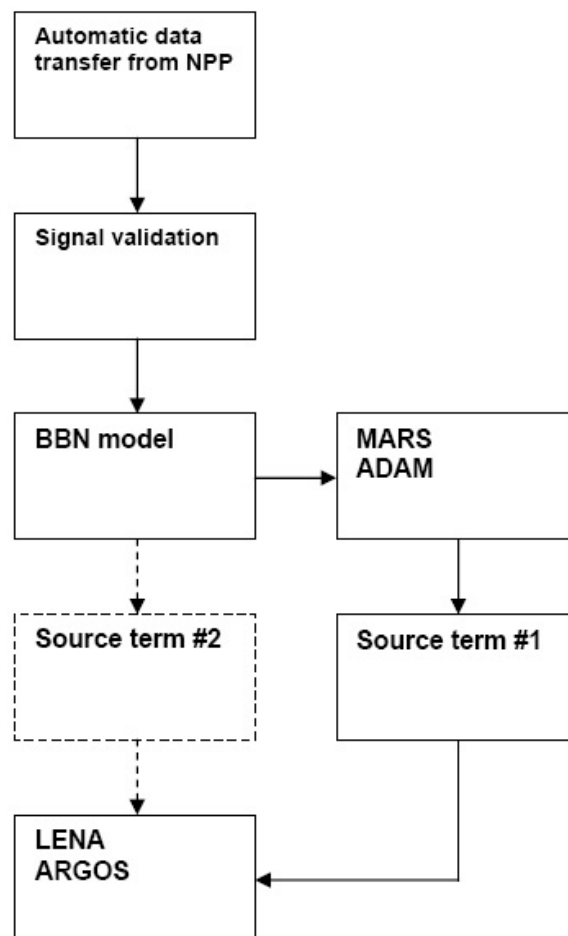 Automatic data
transfer from NPP
Signal validation
BBN model
MARS
ADAM
Source term #2
Source term #1
LENA
ARGOS